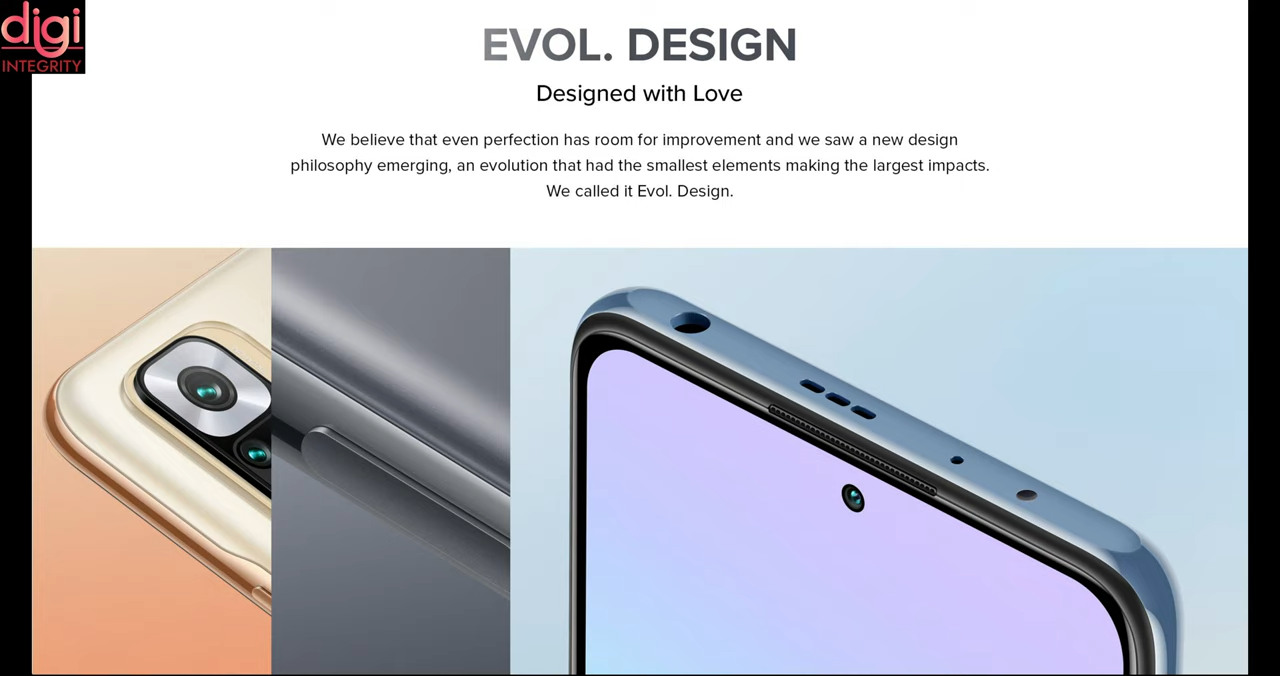 digi
INTEGRITY
EVOL. DESIGN
Designed with Love
We believe that even perfection has room for improvement and we saw a new design
philosophy emerging, an evolution that had the smallest elements making the largest impacts.
We called it Evol. Design.